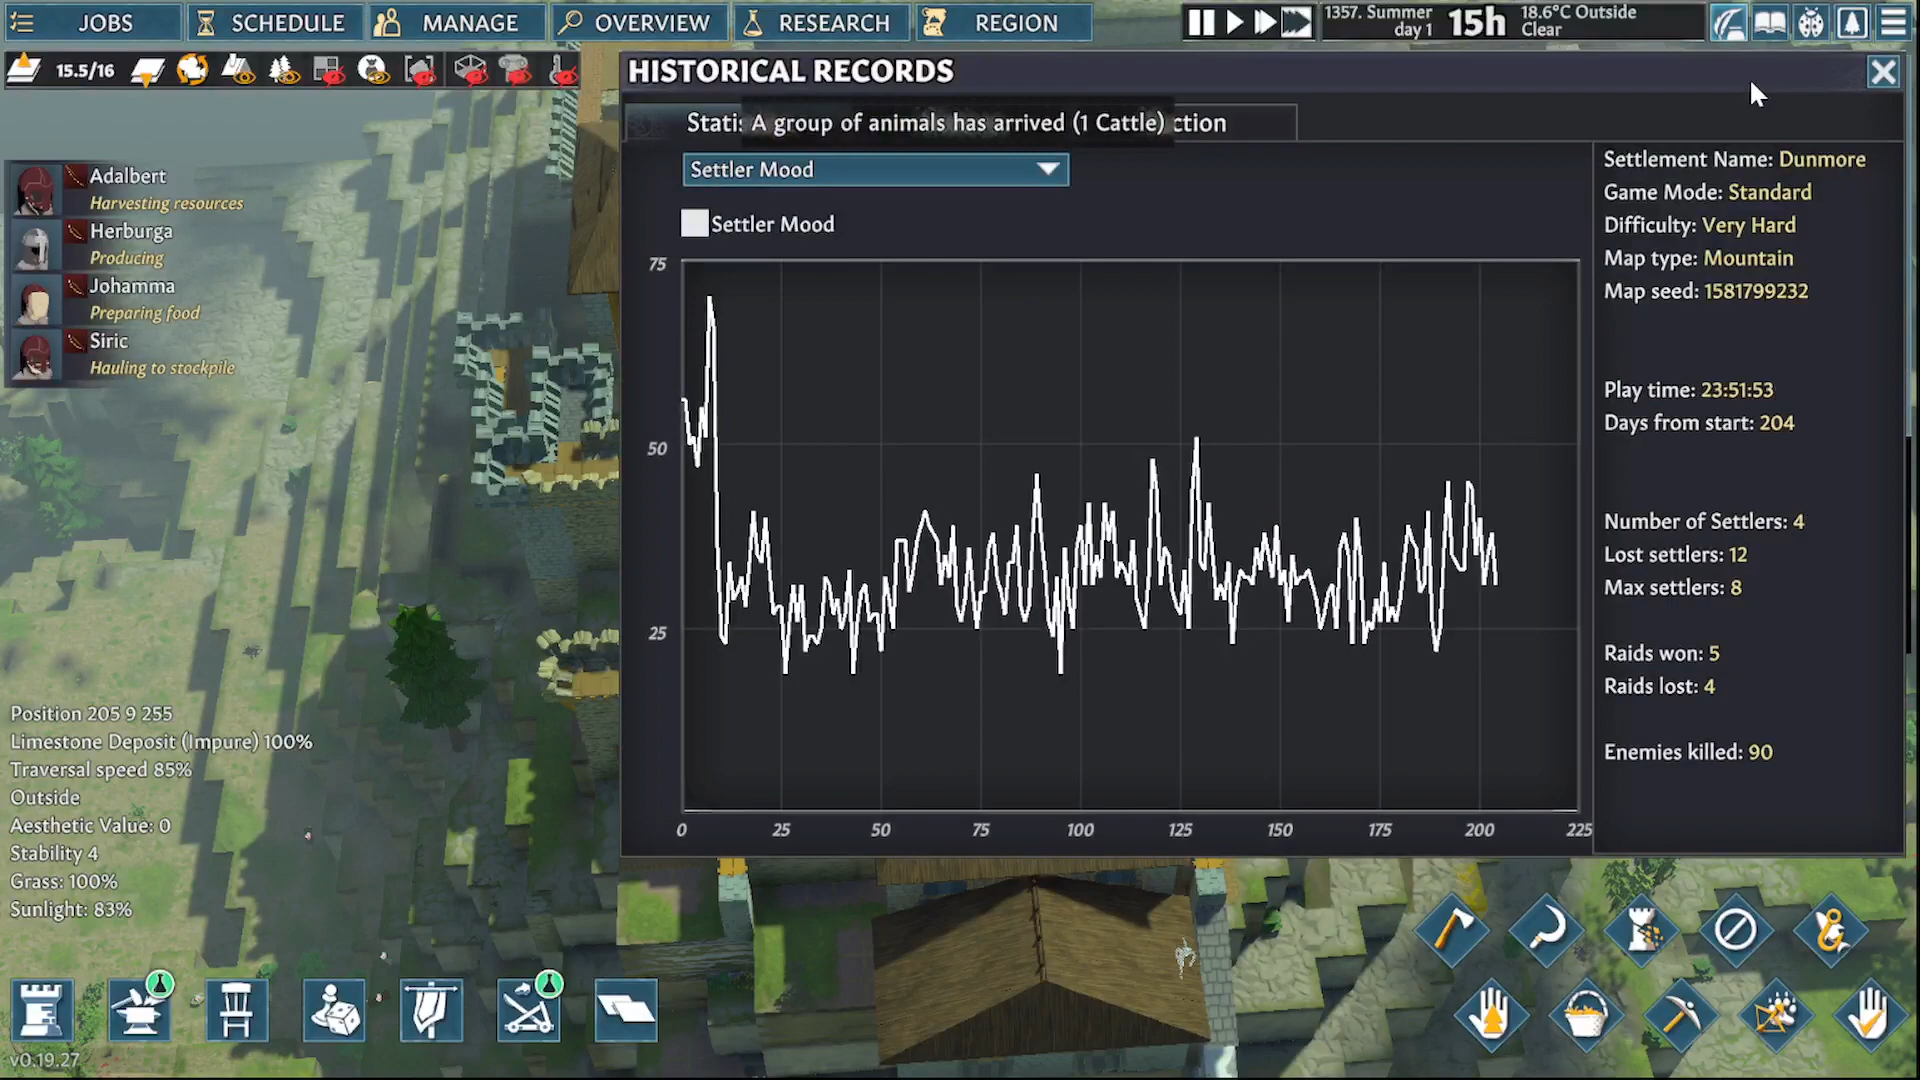 JOBS
SCHEDULE
MANAGE
OVERVIEW
RESEARCH
REGION
1357. Summer
day 1
15h
18.6°C Outside
Clear
15.5/16
HISTORICAL RECORDS
Stati: A group of animals has arrived (1 Cattle) ction
Settler Mood
Settler Mood
75
50
25
0 25 50 75 100 125 150 175 200 225
Settlement Name: Dunmore
Game Mode: Standard
Difficulty: Very Hard
Map type: Mountain
Map seed: 1581799232
Play time: 23:51:53
Days from start: 204
Number of Settlers: 4
Lost settlers: 12
Max settlers: 8
Raids won: 5
Raids lost: 4
Enemies killed: 90
Adalbert
Harvesting resources
Herburga
Producing
Johamma
Preparing food
Siric
Hauling to stockpile
Position 205 9 255
Limestone Deposit (Impure) 100%
Traversal speed 85%
Outside
Aesthetic Value: 0
Stability 4
Grass: 100%
Sunlight: 83%
v0.19.27